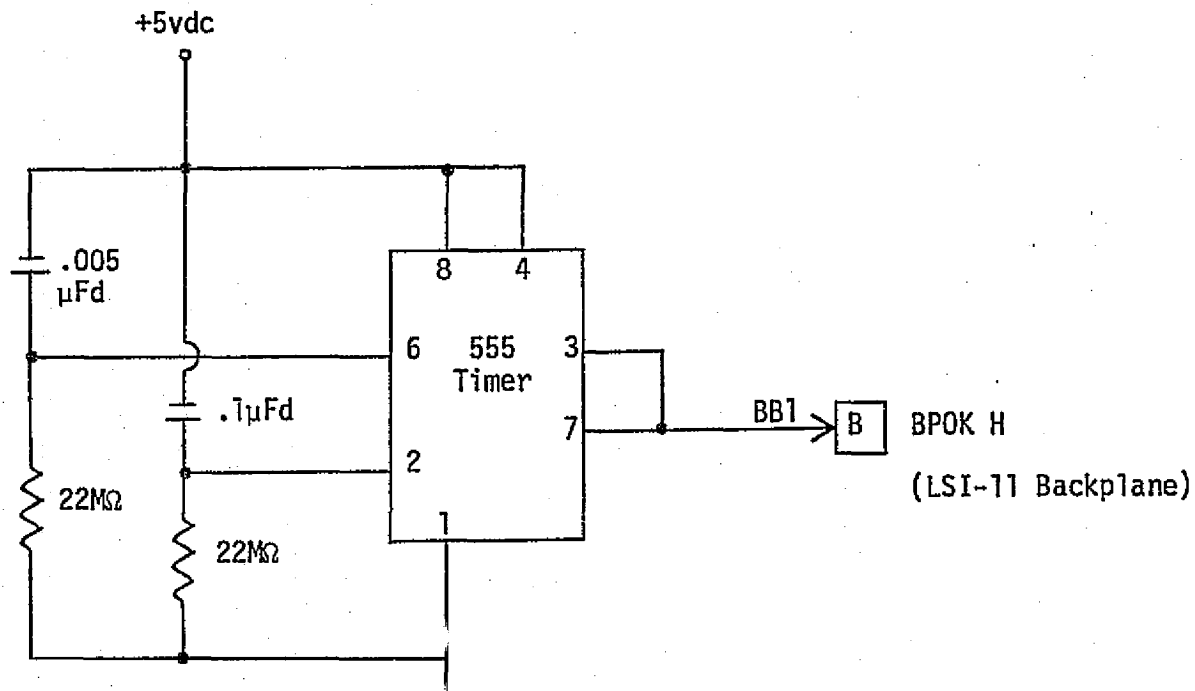 +5vdc
.005
µFd
8 4
6 555 3
Timer
.1µFd
7
BB1
B
BPOK H
2
(LSI-11 Backplane)
22MΩ
1
22MΩ